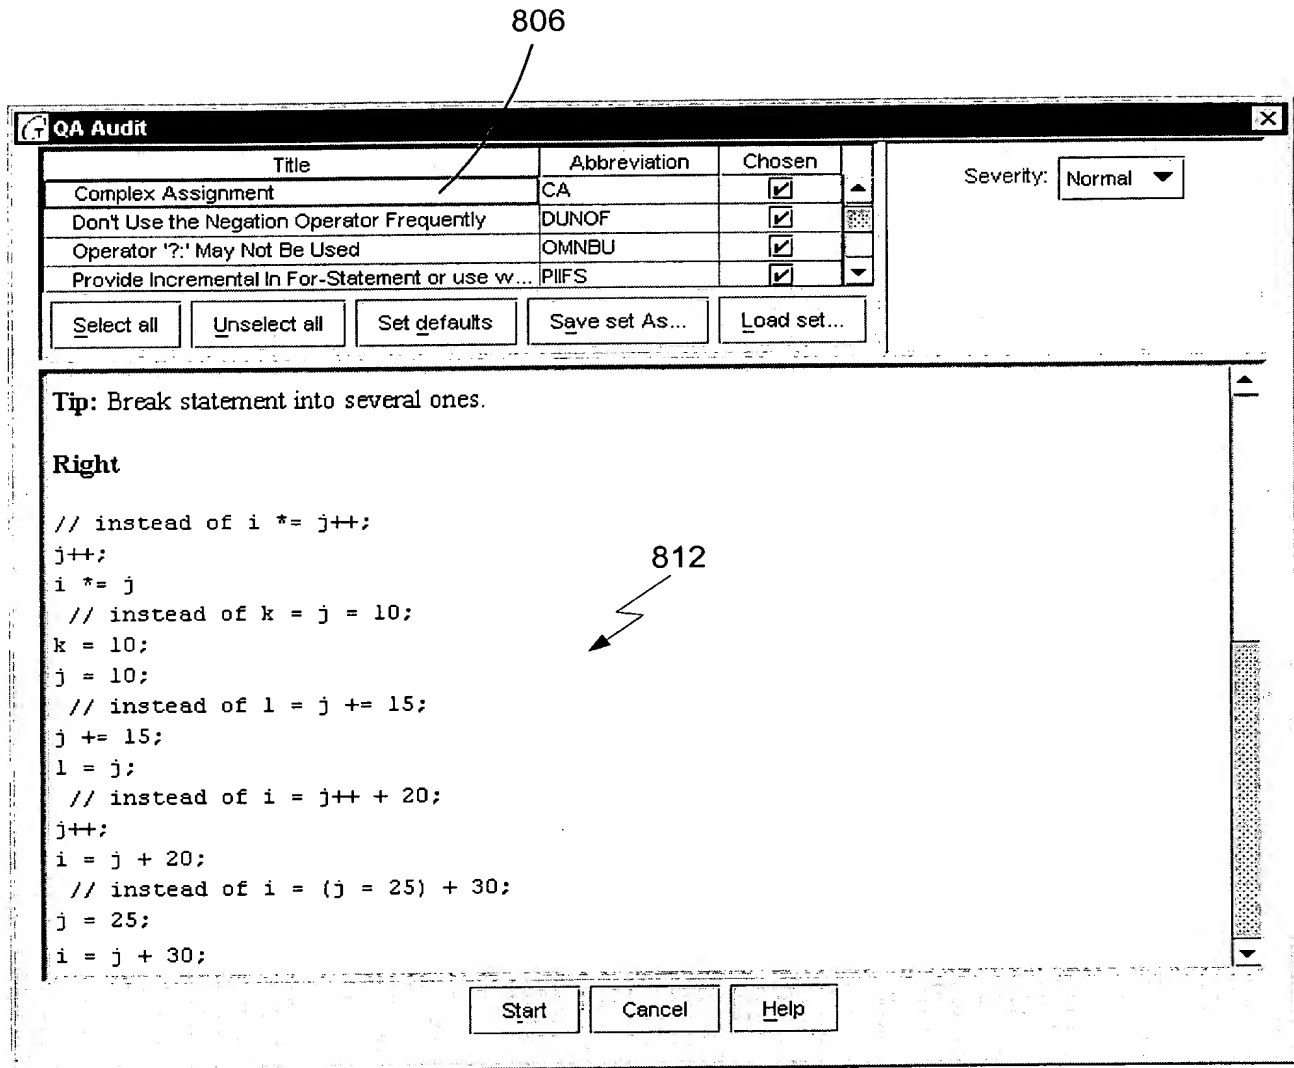 806
QA Audit
Title Abbreviation Chosen
Complex Assignment CA
Don't Use the Negation Operator Frequently DUNOF
Operator '?:' May Not Be Used OMNBU
Provide Incremental In For-Statement or use w... PIIFS
Severity: Normal
Select all Unselect all Set defaults Save set As... Load set...
Tip: Break statement into several ones.
Right
// instead of i *= j++;
j++;
i *= j
// instead of k = j = 10;
k = 10;
j = 10;
// instead of l = j += 15;
j += 15;
l = j;
// instead of i = j++ + 20;
j++;
i = j + 20;
// instead of i = (j = 25) + 30;
j = 25;
i = j + 30;
812
Start Cancel Help